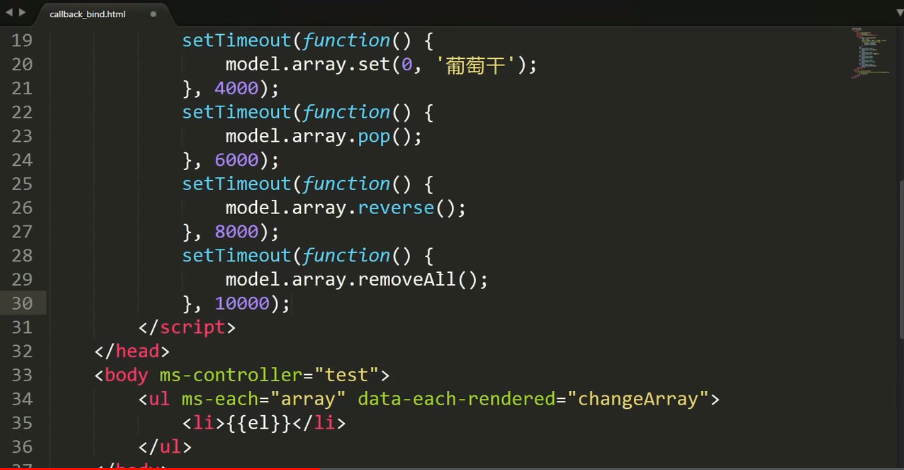 callback_bind.html
19 setTimeout(function() {
20 model.array.set(0, '葡萄干');
21 }, 4000);
22 setTimeout(function() {
23 model.array.pop();
24 }, 6000);
25 setTimeout(function() {
26 model.array.reverse();
27 }, 8000);
28 setTimeout(function() {
29 model.array.removeAll();
30 }, 10000);
31 </script>
32 </head>
33 <body ms-controller="test">
34 <ul ms-each="array" data-each-rendered="changeArray">
35 <li>{{el}}</li>
36 </ul>
37 </body>